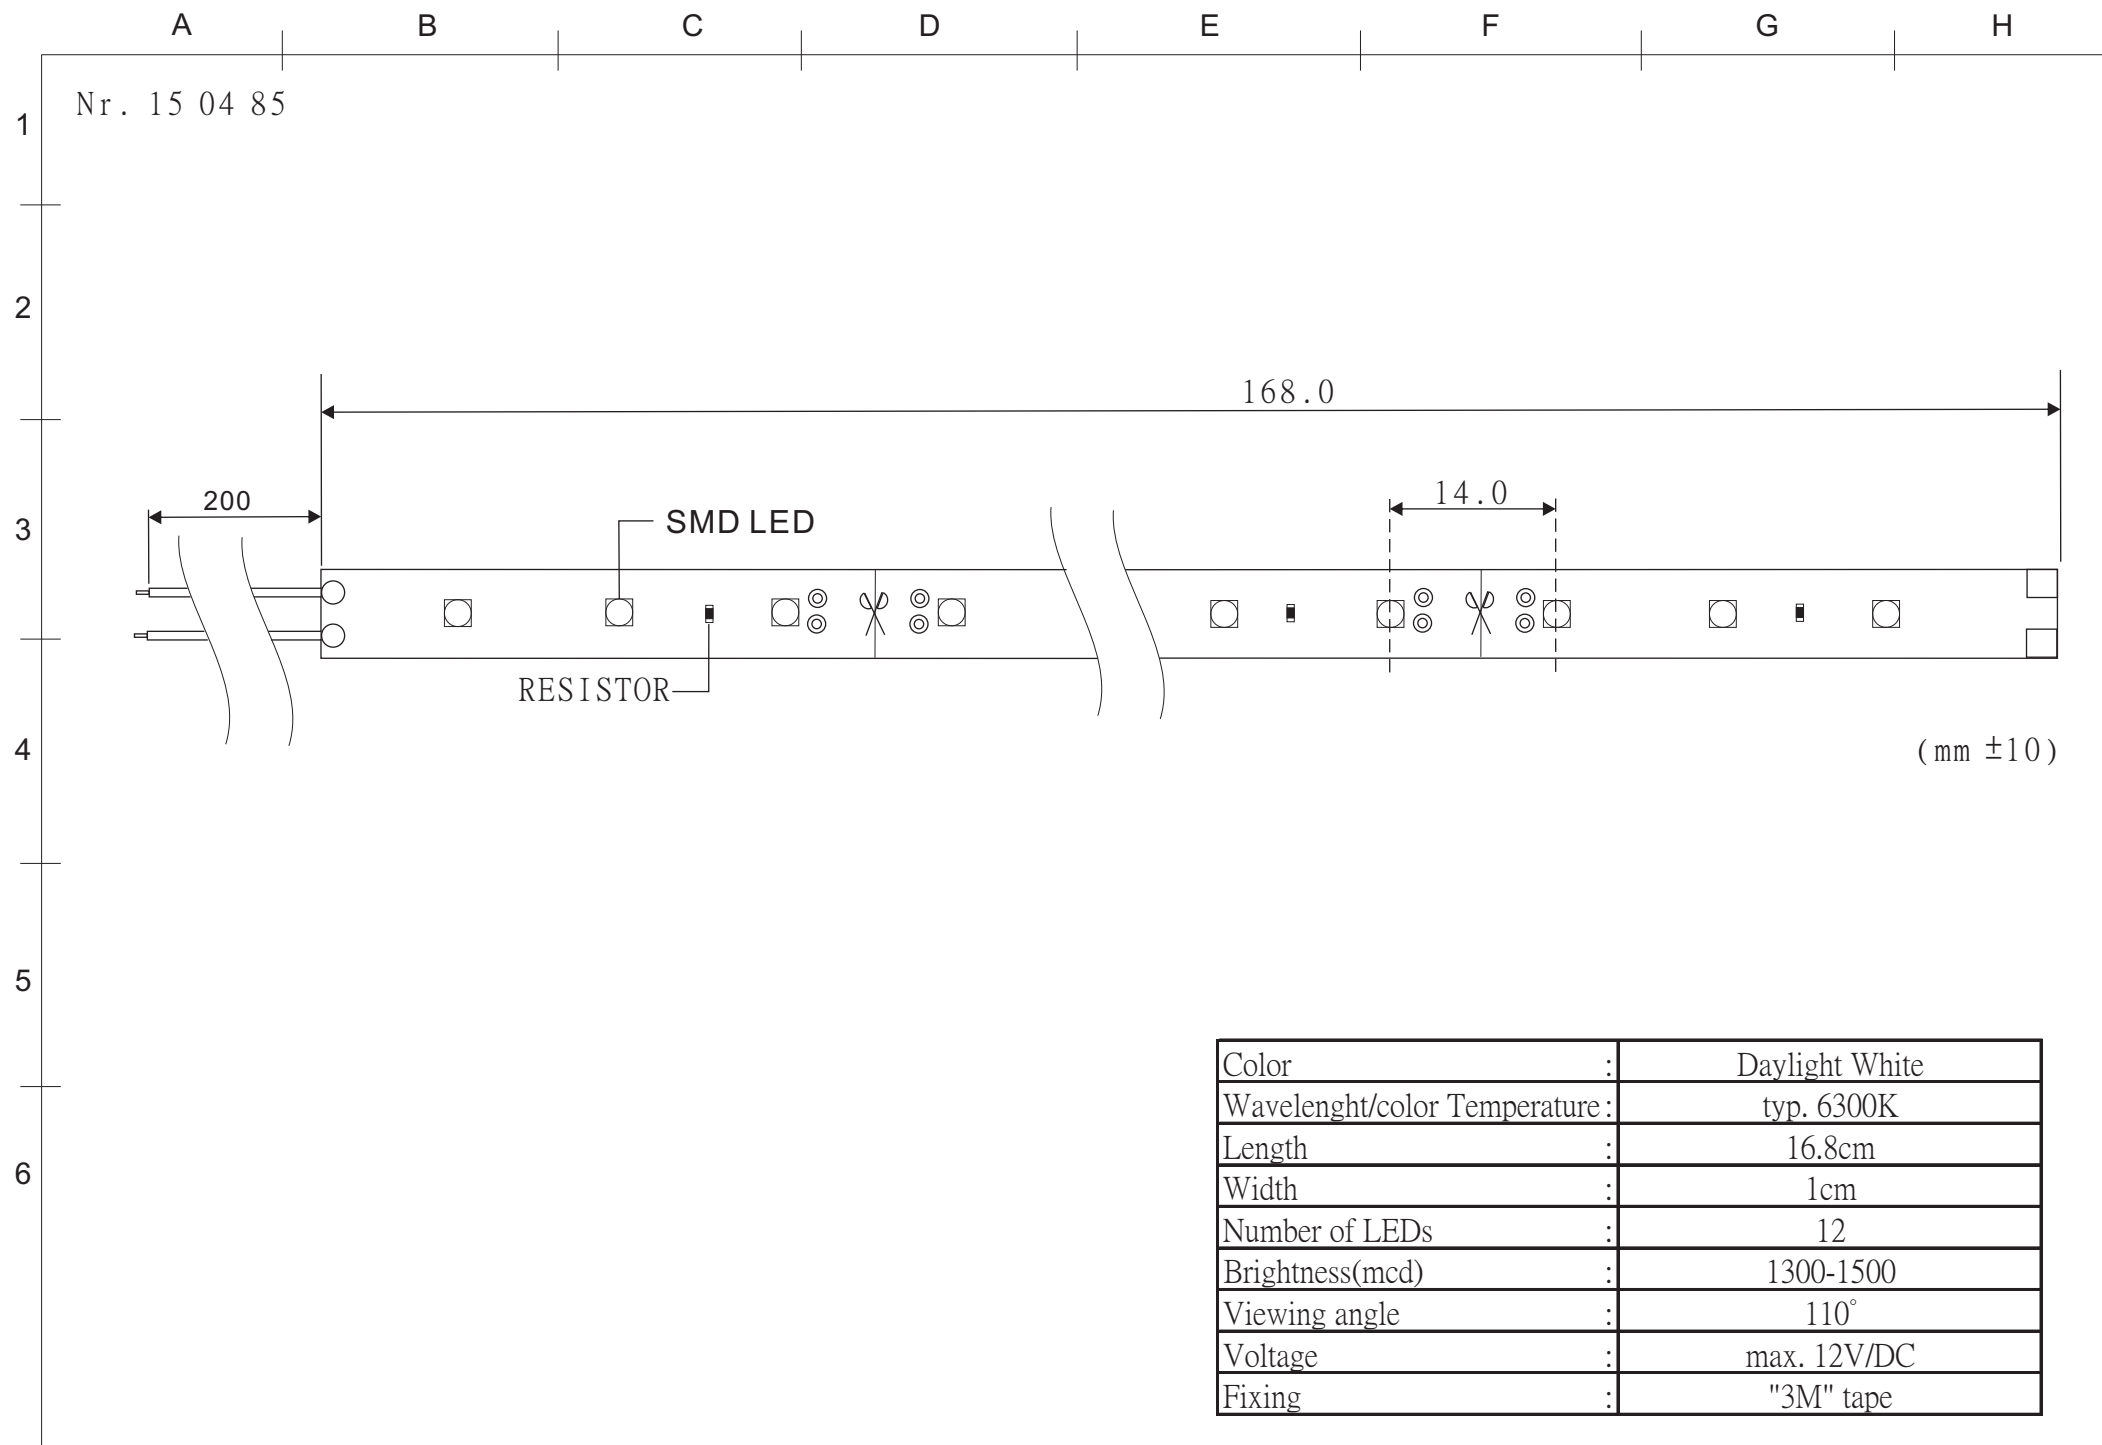 A B C D E F G H
1
Nr. 15 04 85
2
168.0
200
14.0
3
SMD LED
RESISTOR
4
(mm ±10)
5
Color : Daylight White
Wavelenght/color Temperature : typ. 6300K
Length : 16.8cm
6
Width : 1cm
Number of LEDs : 12
Brightness(mcd) : 1300-1500
Viewing angle : 110°
Voltage : max. 12V/DC
Fixing : "3M" tape